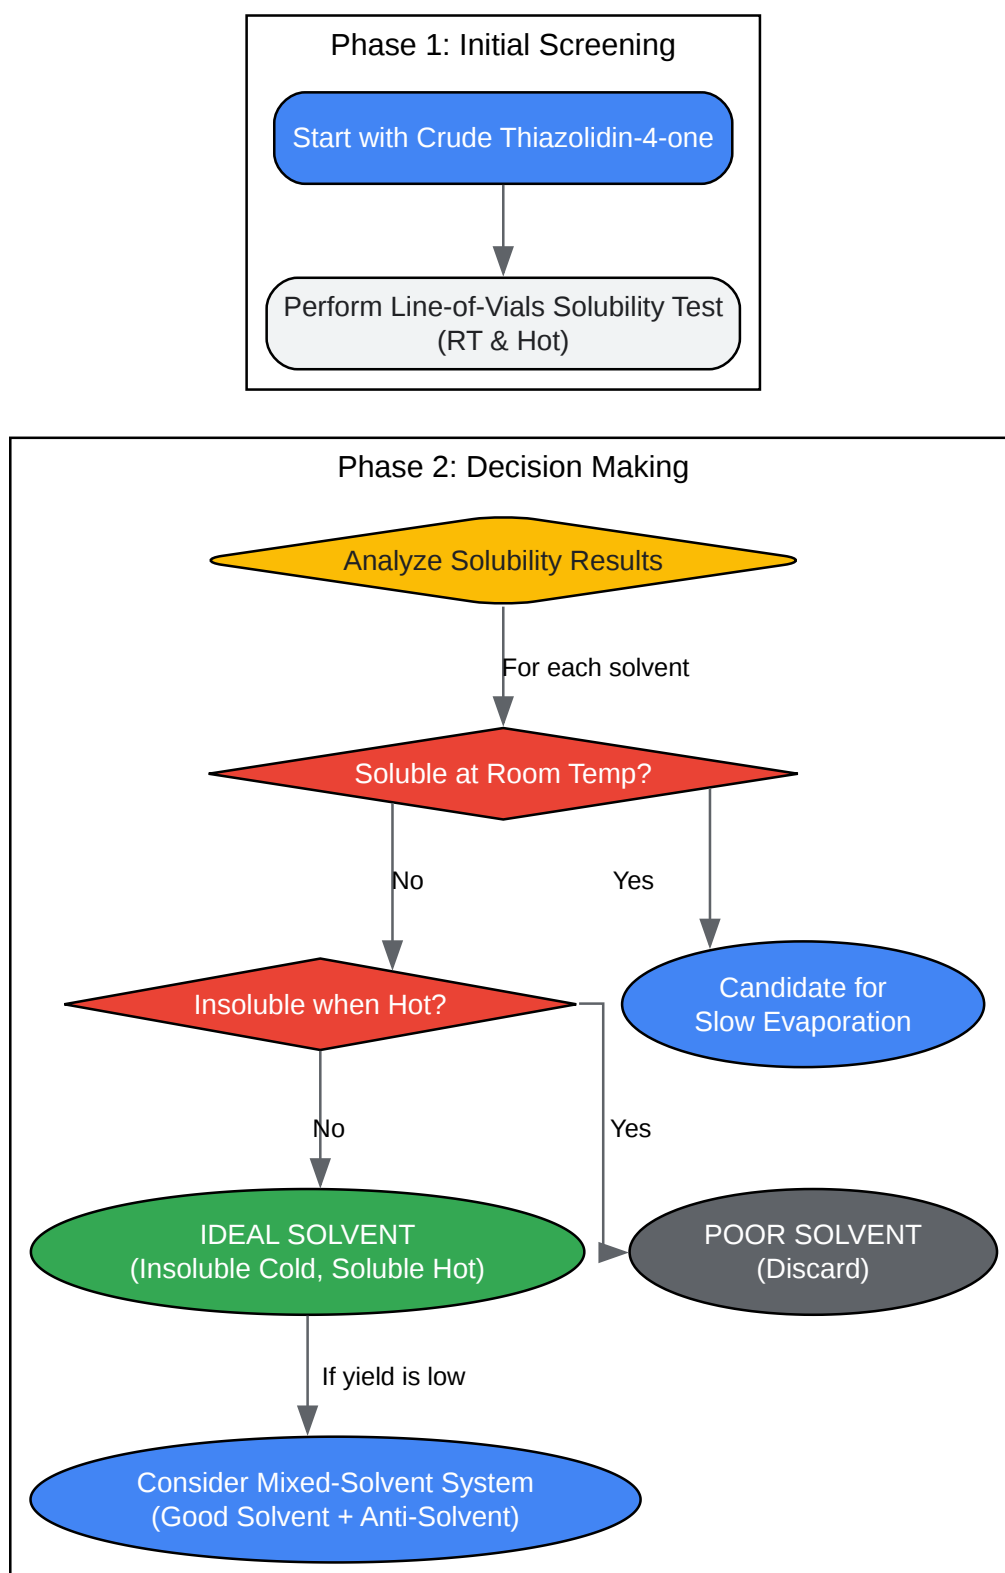 Phase 1: Initial Screening
Start with Crude Thiazolidin-4-one
Perform Line-of-Vials Solubility Test
(RT & Hot)
Phase 2: Decision Making
Analyze Solubility Results
For each solvent
Soluble at Room Temp?
No
Yes
Candidate for
Slow Evaporation
Insoluble when Hot?
No
Yes
IDEAL SOLVENT
(Insoluble Cold, Soluble Hot)
POOR SOLVENT
(Discard)
If yield is low
Consider Mixed-Solvent System
(Good Solvent + Anti-Solvent)